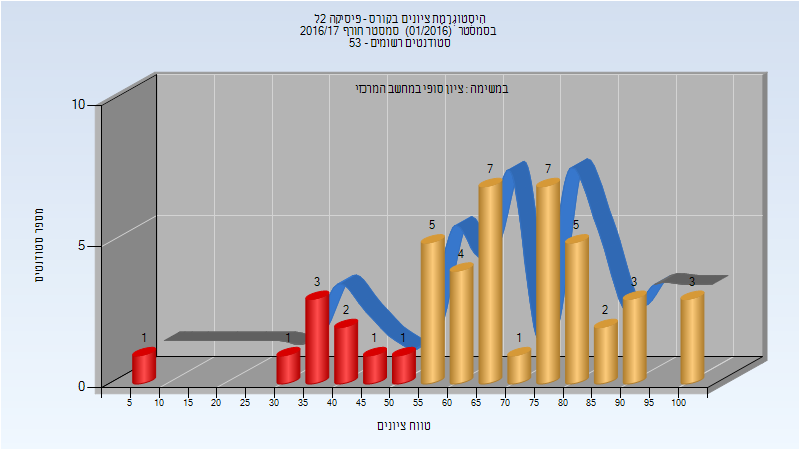 היסטוגרמת ציונים בקורס - פיסיקה 2ל
בסמסטר (01/2016) סמסטר חורף 2016/17
סטודנטים רשומים - 53
במשימה : ציון סופי במחשב המרכזי
מספר סטודנטים
10
5
0
1
1
3
2
1
1
5
4
7
1
7
5
2
3
3
5 10 15 20 25 30 35 40 45 50 55 60 65 70 75 80 85 90 95 100
טווח ציונים